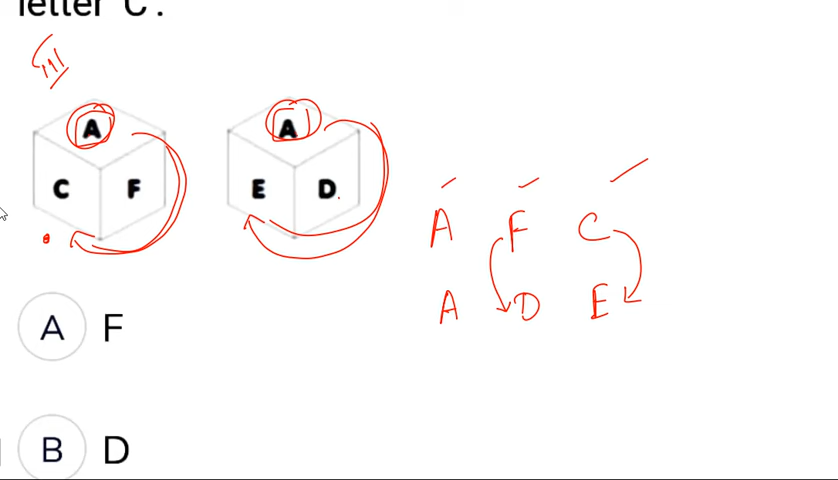 letter C?
A A
C F E D.
A F C
A D E
A F
B D